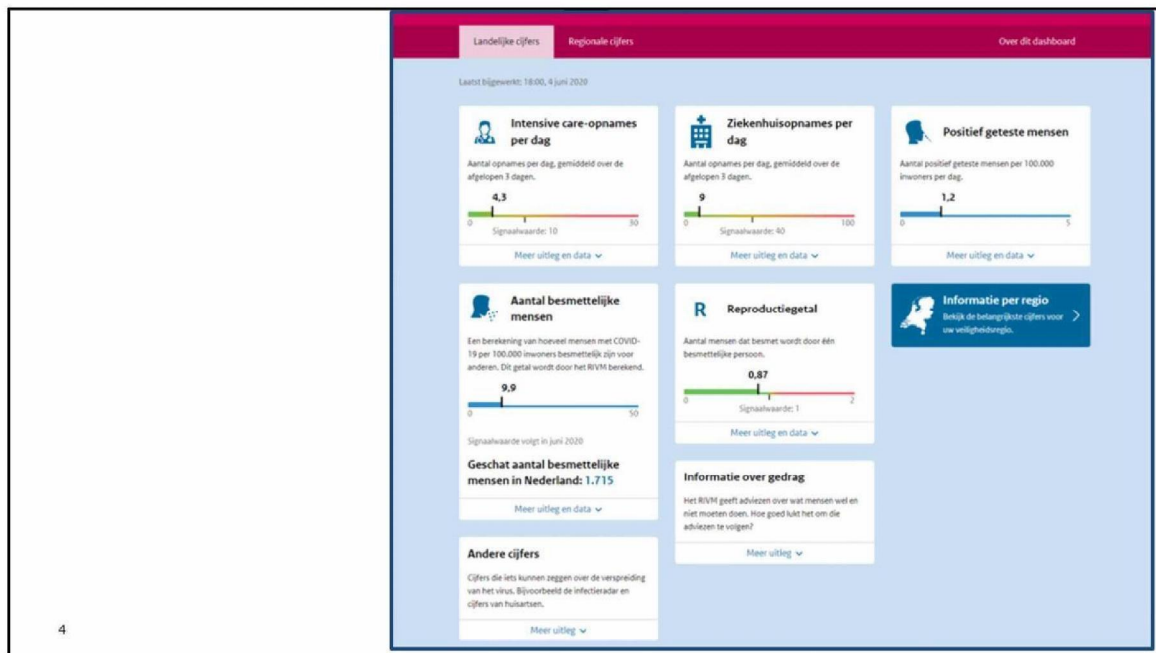 Landelijke cijfers
Regionale cijfers
Over dit dashboard
Laatst bijgewerkt: 18:00, 4 juni 2020
Intensive care-opnames
per dag
Aantal opnames per dag, gemiddeld over de
afgelopen 3 dagen.
4,3
0
30
Signaalwaarde: 10
Meer uitleg en data
Ziekenhuisopnames per
dag
Aantal opnames per dag, gemiddeld over de
afgelopen 3 dagen.
9
0
100
Signaalwaarde: 40
Meer uitleg en data
Positief geteste mensen
Aantal positief geteste mensen per 100.000
inwoners per dag.
1,2
0
5
Meer uitleg en data
Aantal besmettelijke
mensen
Een berekening van hoeveel mensen met COVID-
19 per 100.000 inwoners besmettelijk zijn voor
anderen. Dit getal wordt door het RIVM berekend.
9,9
0
50
Signaalwaarde volgt in juni 2020
Geschat aantal besmettelijke
mensen in Nederland: 1.715
Meer uitleg en data
R
Reproductiegetal
Aantal mensen dat besmet wordt door één
besmettelijke persoon.
0,87
0
2
Signaalwaarde: 1
Meer uitleg en data
Informatie per regio
Bekijk de belangrijkste cijfers voor
uw veiligheidsregio.
Informatie over gedrag
Het RIVM geeft adviezen over wat mensen wel en
niet moeten doen. Hoe goed lukt het om die
adviezen te volgen?
Meer uitleg
Andere cijfers
Cijfers die iets kunnen zeggen over de verspreiding
van het virus. Bijvoorbeeld de infectieradar en
cijfers van huisartsen.
Meer uitleg
4